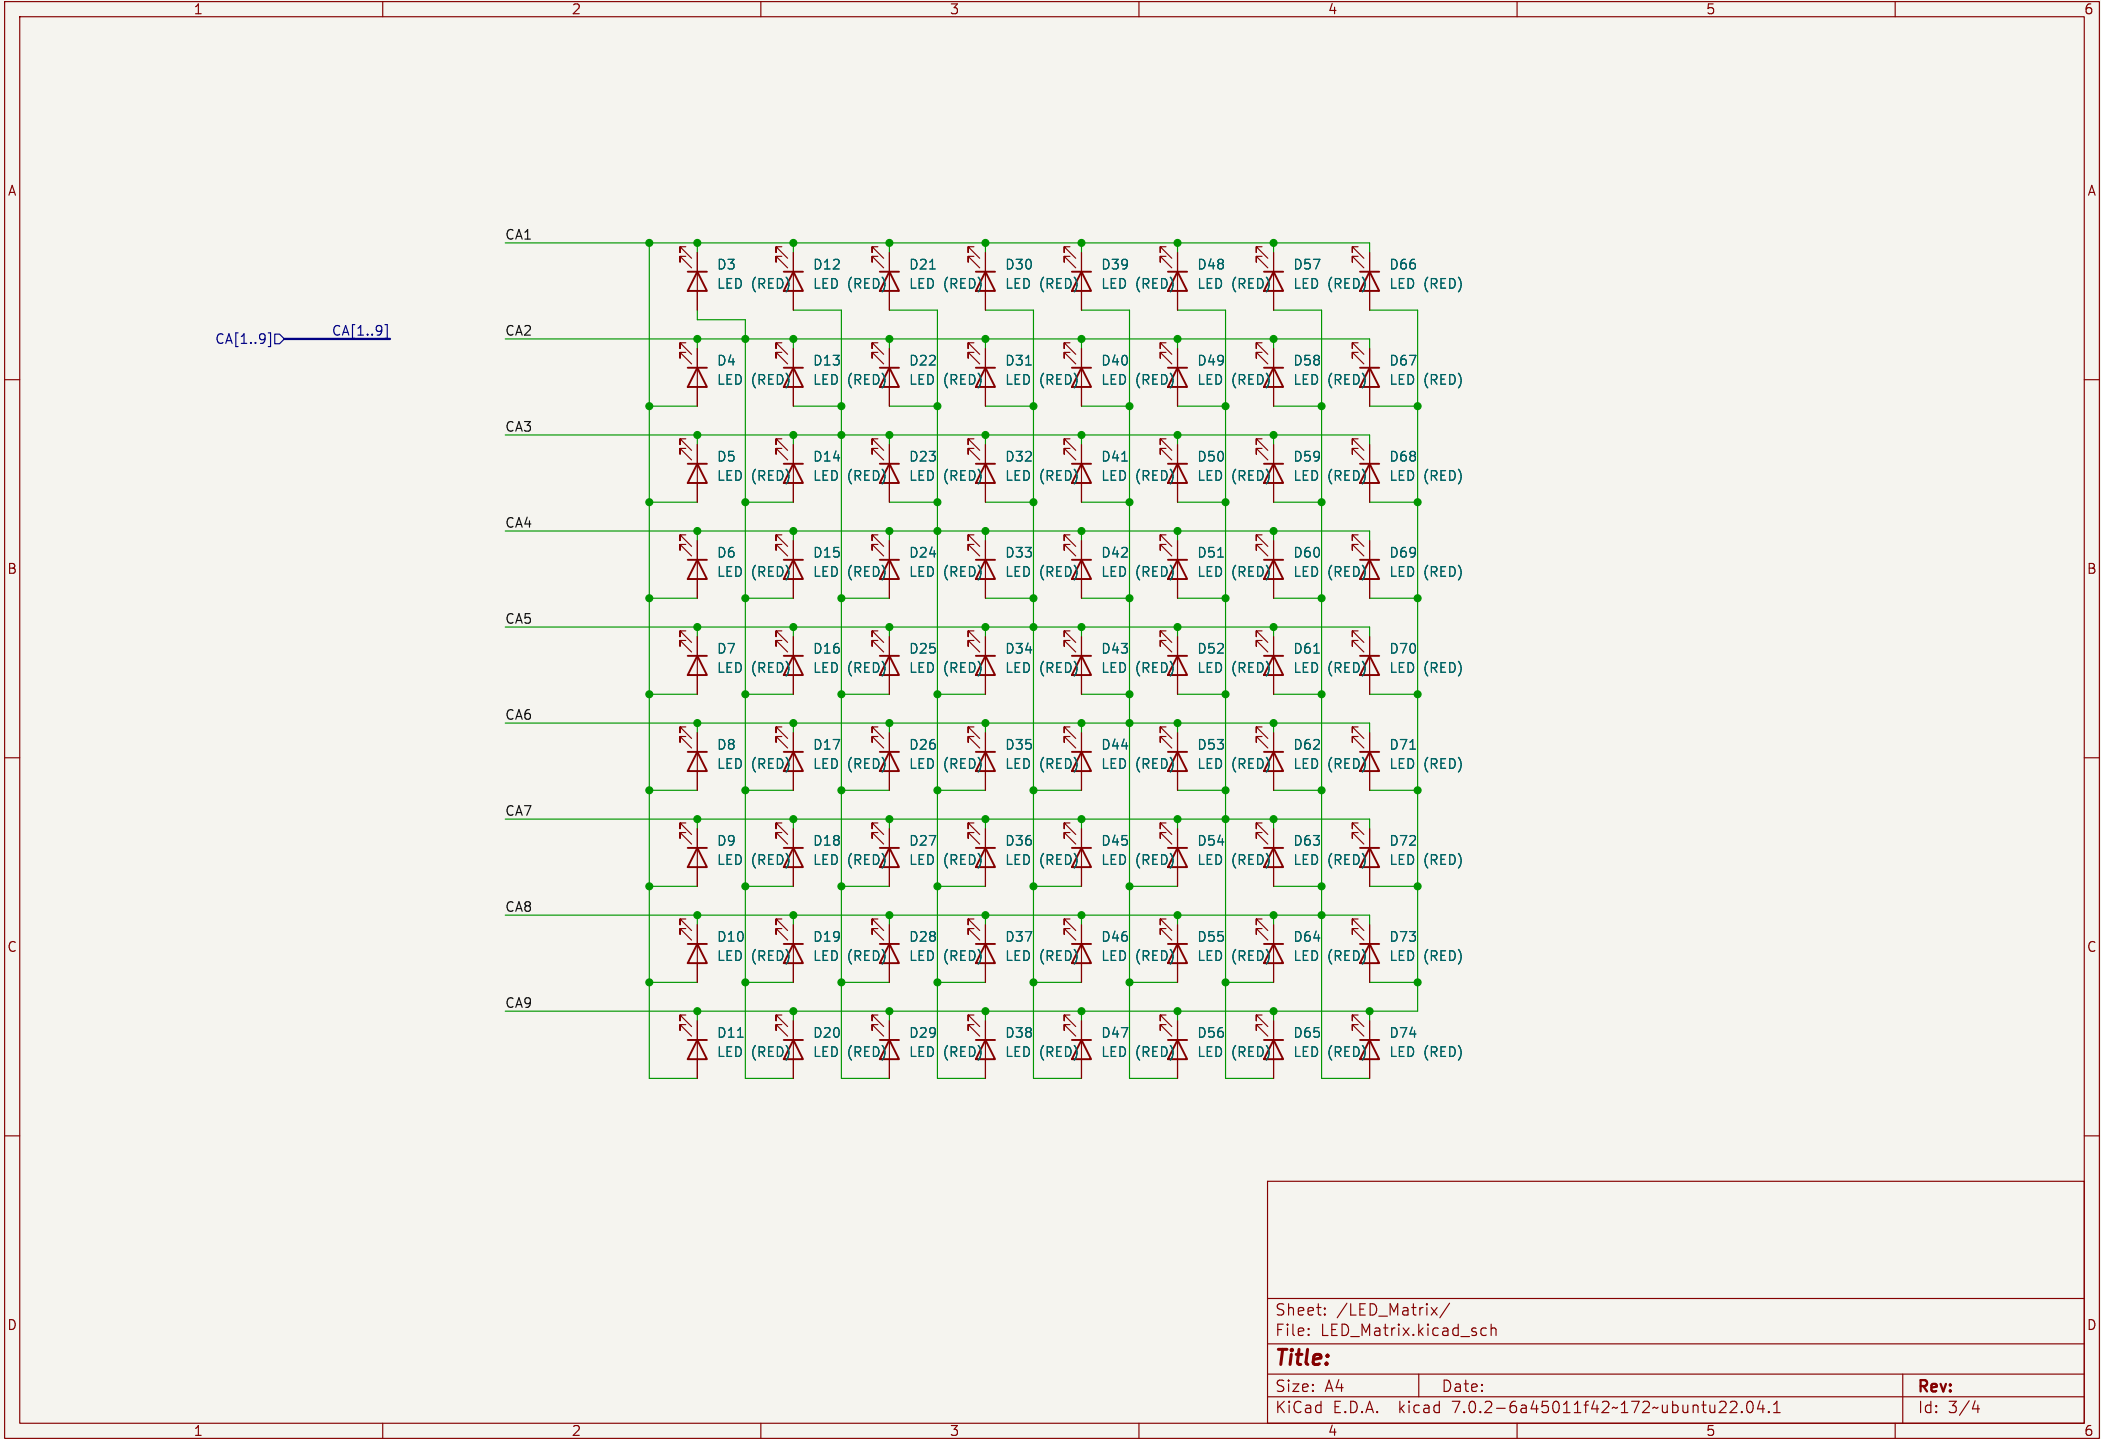 1 2 3 4 5 6
A A
CA1
D3 D12 D21 D30 D39 D48 D57 D66
LED (RED) LED (RED) LED (RED) LED (RED) LED (RED) LED (RED) LED (RED) LED (RED)
CA[1..9] CA[1..9]
CA2
D4 D13 D22 D31 D40 D49 D58 D67
LED (RED) LED (RED) LED (RED) LED (RED) LED (RED) LED (RED) LED (RED) LED (RED)
CA3
D5 D14 D23 D32 D41 D50 D59 D68
LED (RED) LED (RED) LED (RED) LED (RED) LED (RED) LED (RED) LED (RED) LED (RED)
CA4
D6 D15 D24 D33 D42 D51 D60 D69
B B
LED (RED) LED (RED) LED (RED) LED (RED) LED (RED) LED (RED) LED (RED) LED (RED)
CA5
D7 D16 D25 D34 D43 D52 D61 D70
LED (RED) LED (RED) LED (RED) LED (RED) LED (RED) LED (RED) LED (RED) LED (RED)
CA6
D8 D17 D26 D35 D44 D53 D62 D71
LED (RED) LED (RED) LED (RED) LED (RED) LED (RED) LED (RED) LED (RED) LED (RED)
CA7
D9 D18 D27 D36 D45 D54 D63 D72
LED (RED) LED (RED) LED (RED) LED (RED) LED (RED) LED (RED) LED (RED) LED (RED)
CA8
D10 D19 D28 D37 D46 D55 D64 D73
C C
LED (RED) LED (RED) LED (RED) LED (RED) LED (RED) LED (RED) LED (RED) LED (RED)
CA9
D11 D20 D29 D38 D47 D56 D65 D74
LED (RED) LED (RED) LED (RED) LED (RED) LED (RED) LED (RED) LED (RED) LED (RED)
Sheet: /LED_Matrix/
D D
File: LED_Matrix.kicad_sch
Title:
Size: A4 Date: Rev:
KiCad E.D.A. kicad 7.0.2-6a45011f42~172~ubuntu22.04.1 Id: 3/4
1 2 3 4 5 6